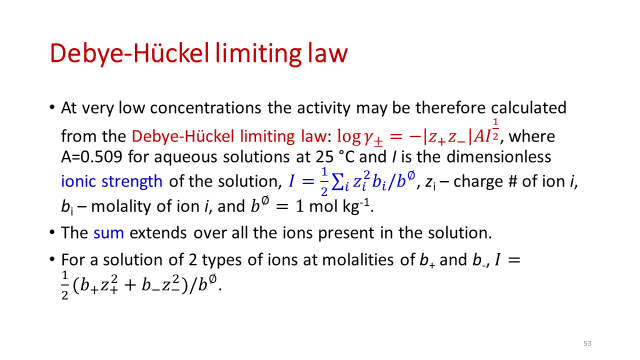 Debye-Hückel limiting law
• At very low concentrations the activity may be therefore calculated
from the Debye-Hückel limiting law: log γ± = −|z₊z₋|AI^{1/2}, where
A=0.509 for aqueous solutions at 25 °C and I is the dimensionless
ionic strength of the solution, I = 1/2 ∑ᵢ zᵢ² bᵢ/b^∅, zᵢ – charge # of ion i,
bᵢ – molality of ion i, and b^∅ = 1 mol kg⁻¹.
• The sum extends over all the ions present in the solution.
• For a solution of 2 types of ions at molalities of b₊ and b₋, I =
1/2 (b₊z₊² + b₋z₋²)/b^∅.
53